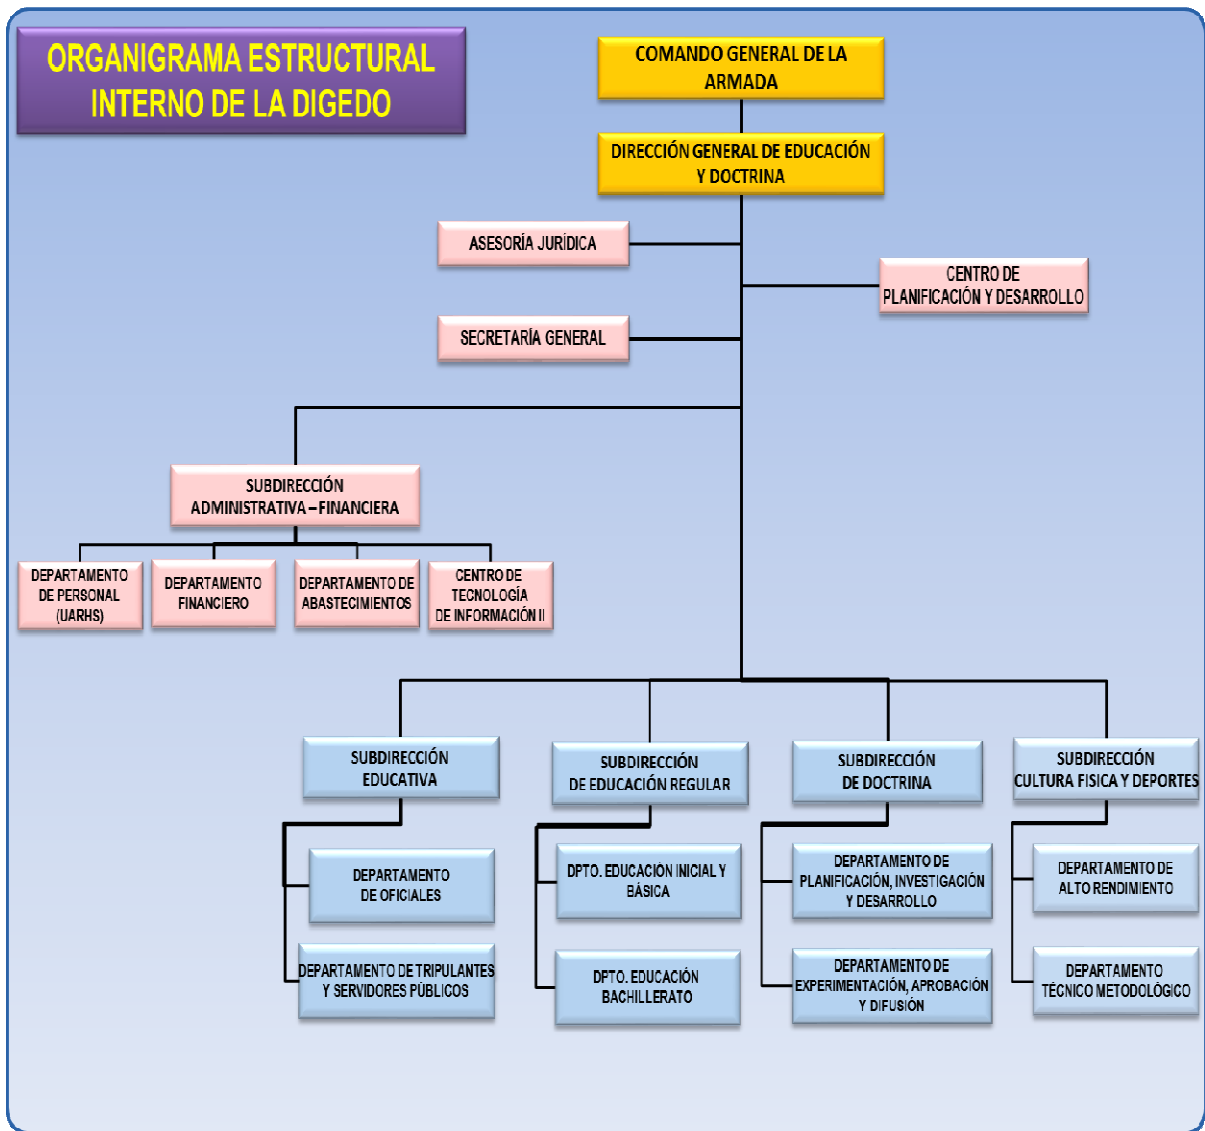 ORGANIGRAMA ESTRUCTURAL
INTERNO DE LA DIGEDO
COMANDO GENERAL DE LA
ARMADA
DIRECCIÓN GENERAL DE EDUCACIÓN
Y DOCTRINA
ASESORÍA JURÍDICA
CENTRO DE
PLANIFICACIÓN Y DESARROLLO
SECRETARÍA GENERAL
SUBDIRECCIÓN
ADMINISTRATIVA – FINANCIERA
DEPARTAMENTO
DE PERSONAL
(UARHS)
DEPARTAMENTO
FINANCIERO
DEPARTAMENTO DE
ABASTECIMIENTOS
CENTRO DE
TECNOLOGÍA
DE INFORMACIÓN II
SUBDIRECCIÓN
EDUCATIVA
SUBDIRECCIÓN
DE EDUCACIÓN REGULAR
SUBDIRECCIÓN
DE DOCTRINA
SUBDIRECCIÓN
CULTURA FISICA Y DEPORTES
DEPARTAMENTO
DE OFICIALES
DPTO. EDUCACIÓN INICIAL Y
BÁSICA
DEPARTAMENTO DE
PLANIFICACIÓN, INVESTIGACIÓN
Y DESARROLLO
DEPARTAMENTO DE
ALTO RENDIMIENTO
DEPARTAMENTO DE TRIPULANTES
Y SERVIDORES PÚBLICOS
DPTO. EDUCACIÓN
BACHILLERATO
DEPARTAMENTO DE
EXPERIMENTACIÓN, APROBACIÓN
Y DIFUSIÓN
DEPARTAMENTO
TÉCNICO METODOLÓGICO